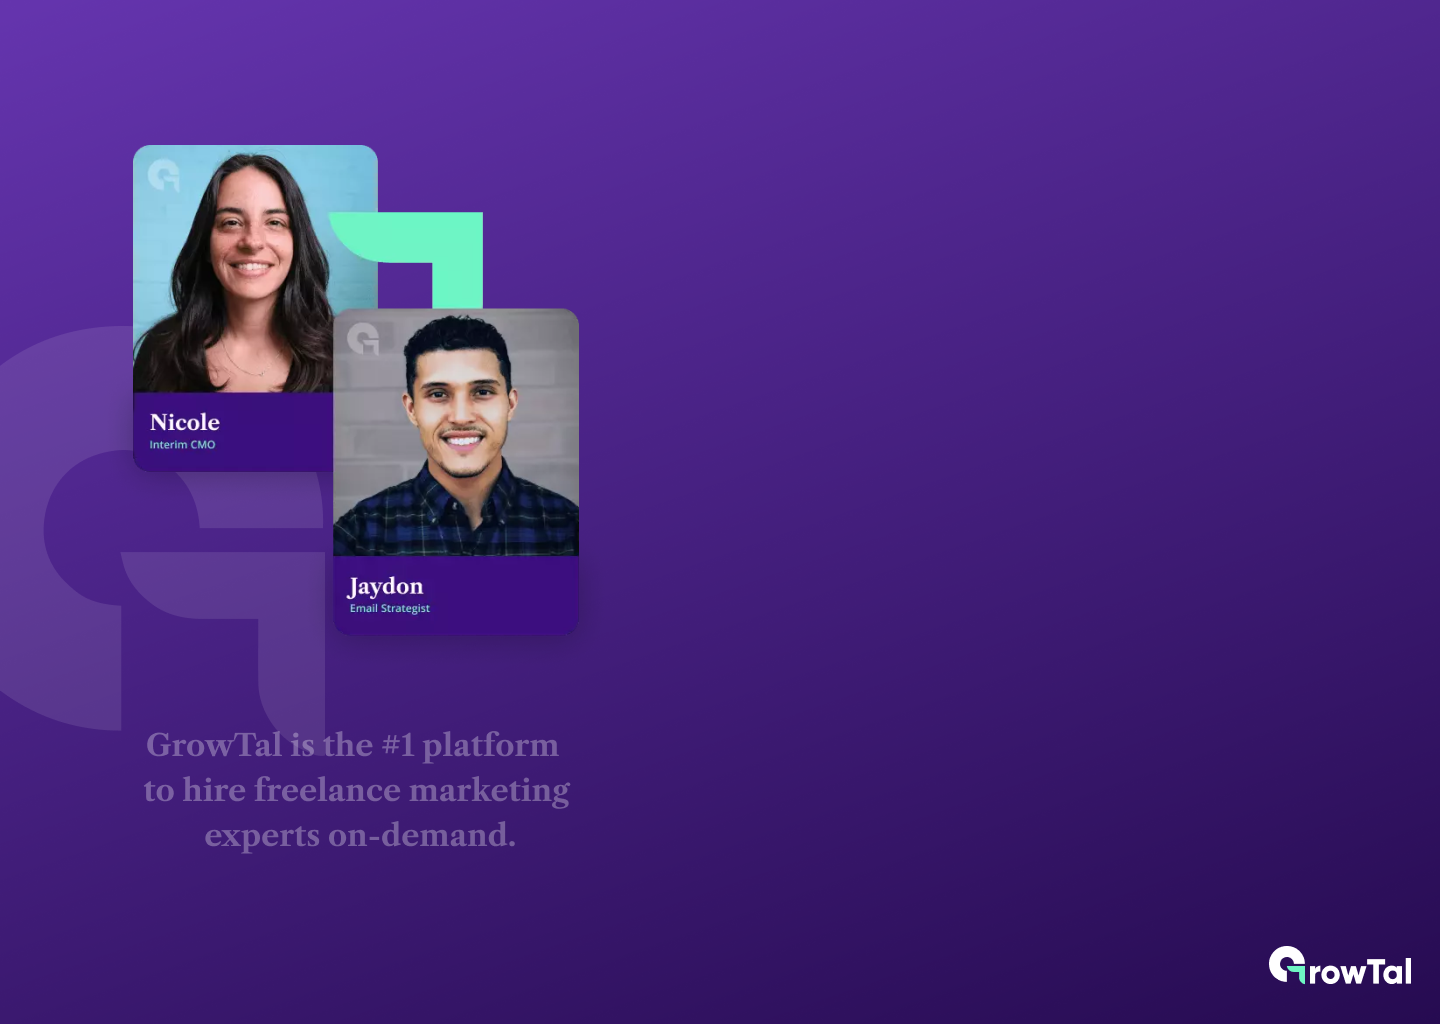 Nicole
Interim CMO
Jaydon
Email Strategist
GrowTal is the #1 platform
to hire freelance marketing
experts on-demand.
GrowTal